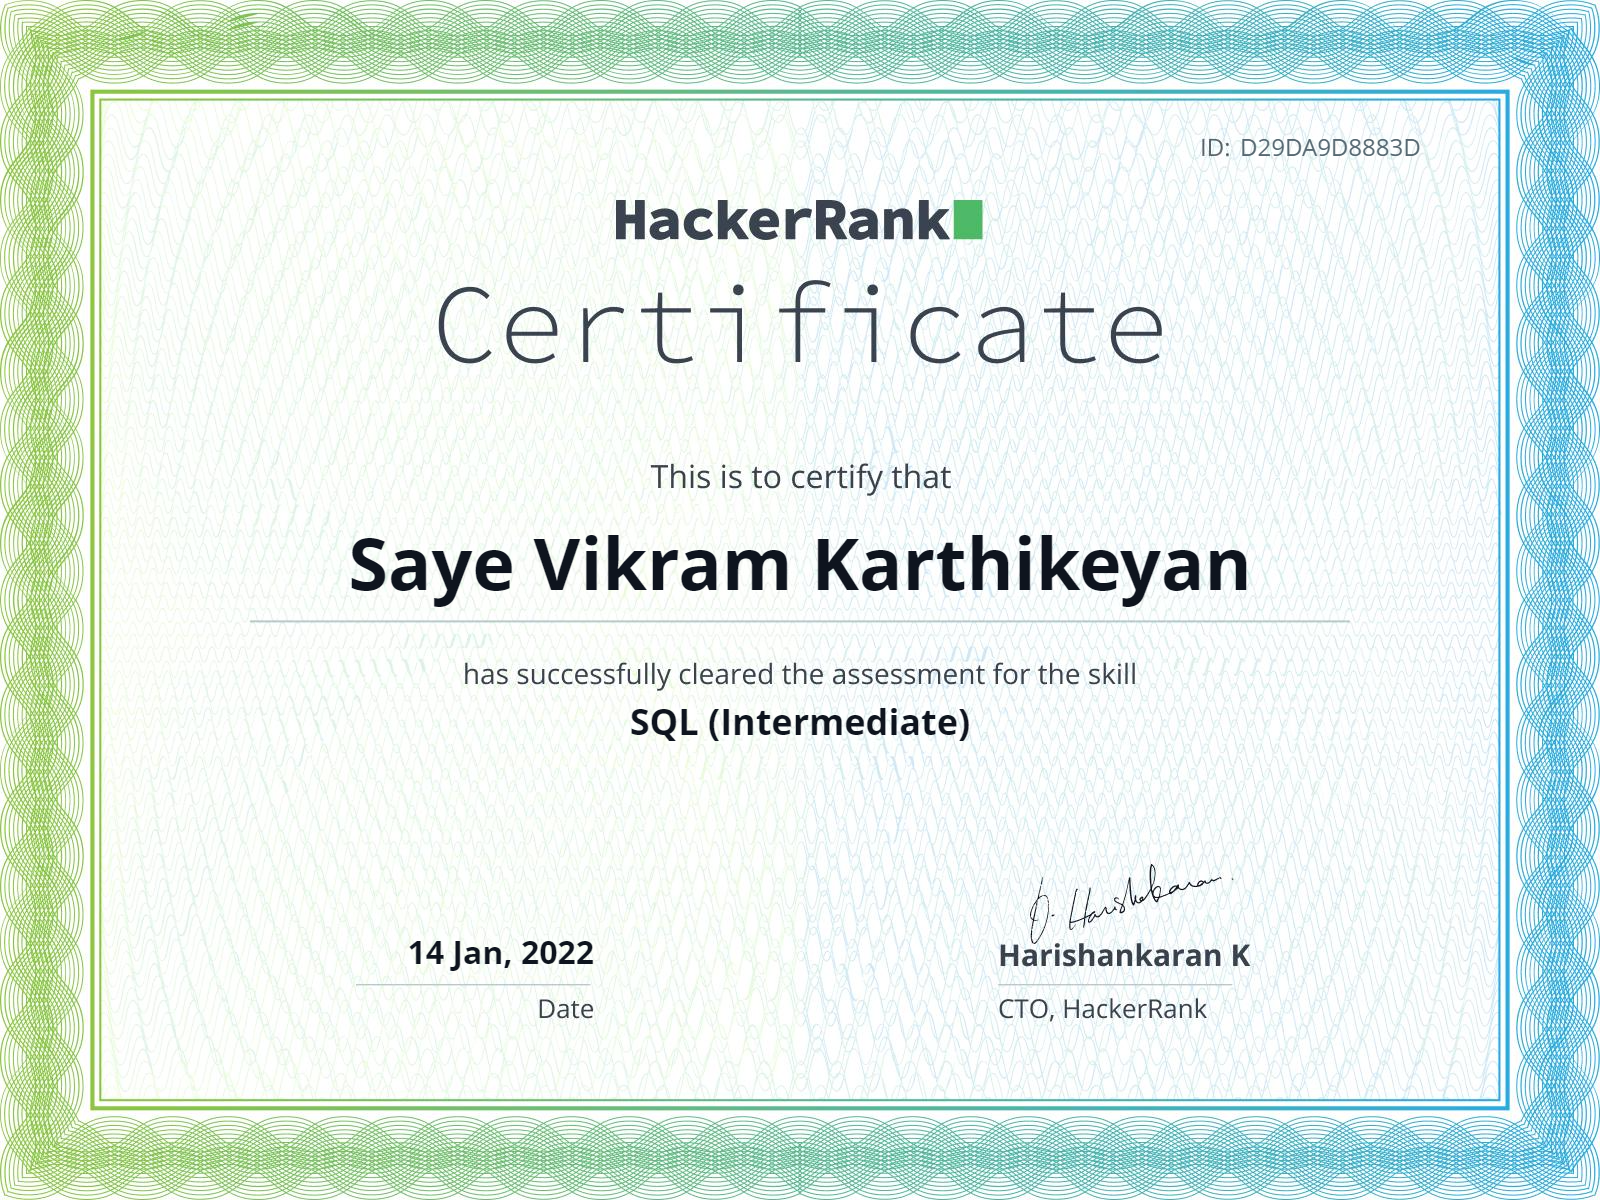 ID: D29DA9D8883D
HackerRank
Certificate
This is to certify that
Saye Vikram Karthikeyan
has successfully cleared the assessment for the skill
SQL (Intermediate)
14 Jan, 2022
Date
J. Harishankaran
Harishankaran K
CTO, HackerRank